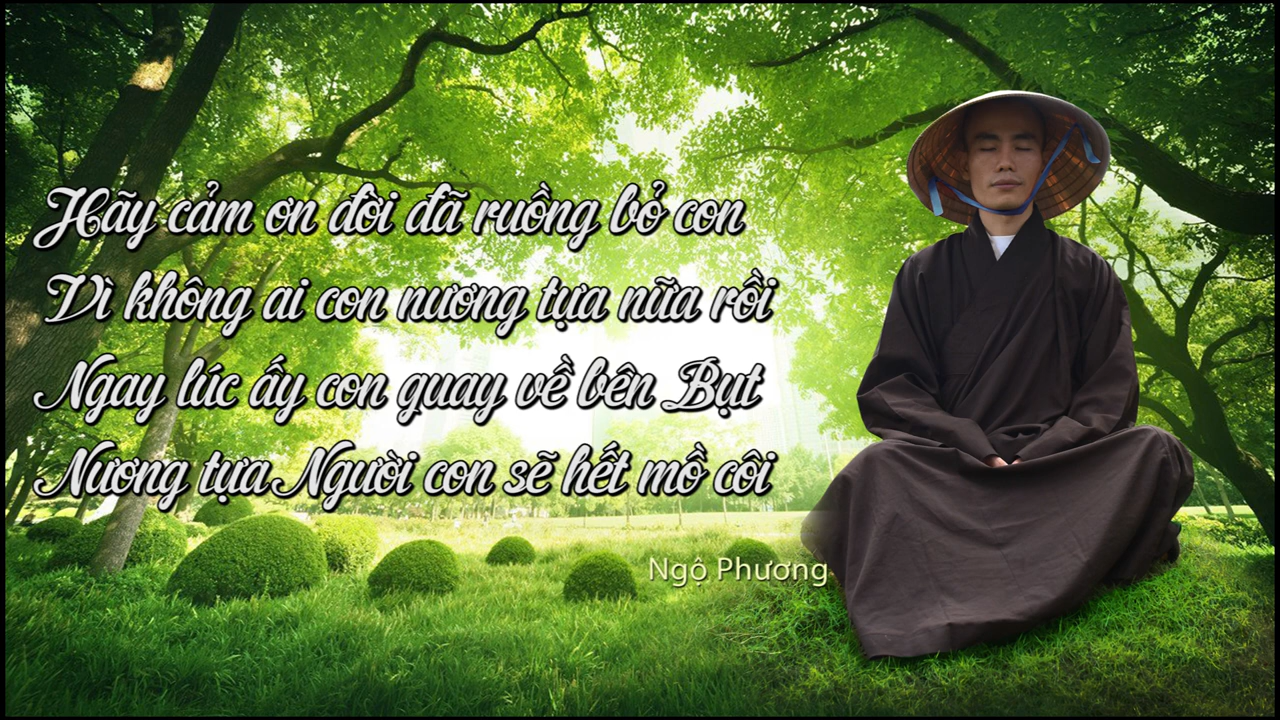 Hãy cảm ơn đời đã ruồng bỏ con
Vì không ai con nương tựa nữa rồi
Ngay lúc ấy con quay về bên Bụt
Nương tựa Người con sẽ hết mồ côi
Ngộ Phương